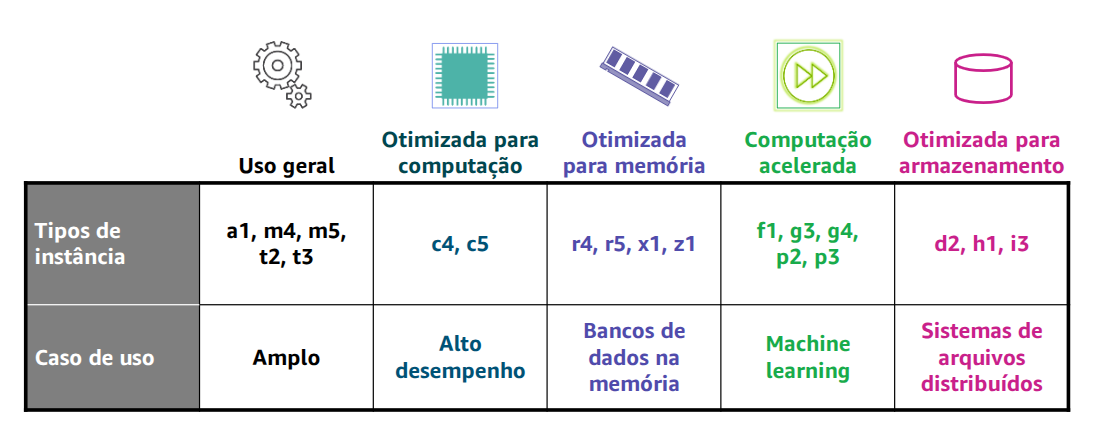 Uso geral
Otimizada para
computação
Otimizada
para memória
Computação
acelerada
Otimizada para
armazenamento
Tipos de
instância
a1, m4, m5,
t2, t3
c4, c5
r4, r5, x1, z1
f1, g3, g4,
p2, p3
d2, h1, i3
Caso de uso
Amplo
Alto
desempenho
Bancos de
dados na
memória
Machine
learning
Sistemas de
arquivos
distribuídos